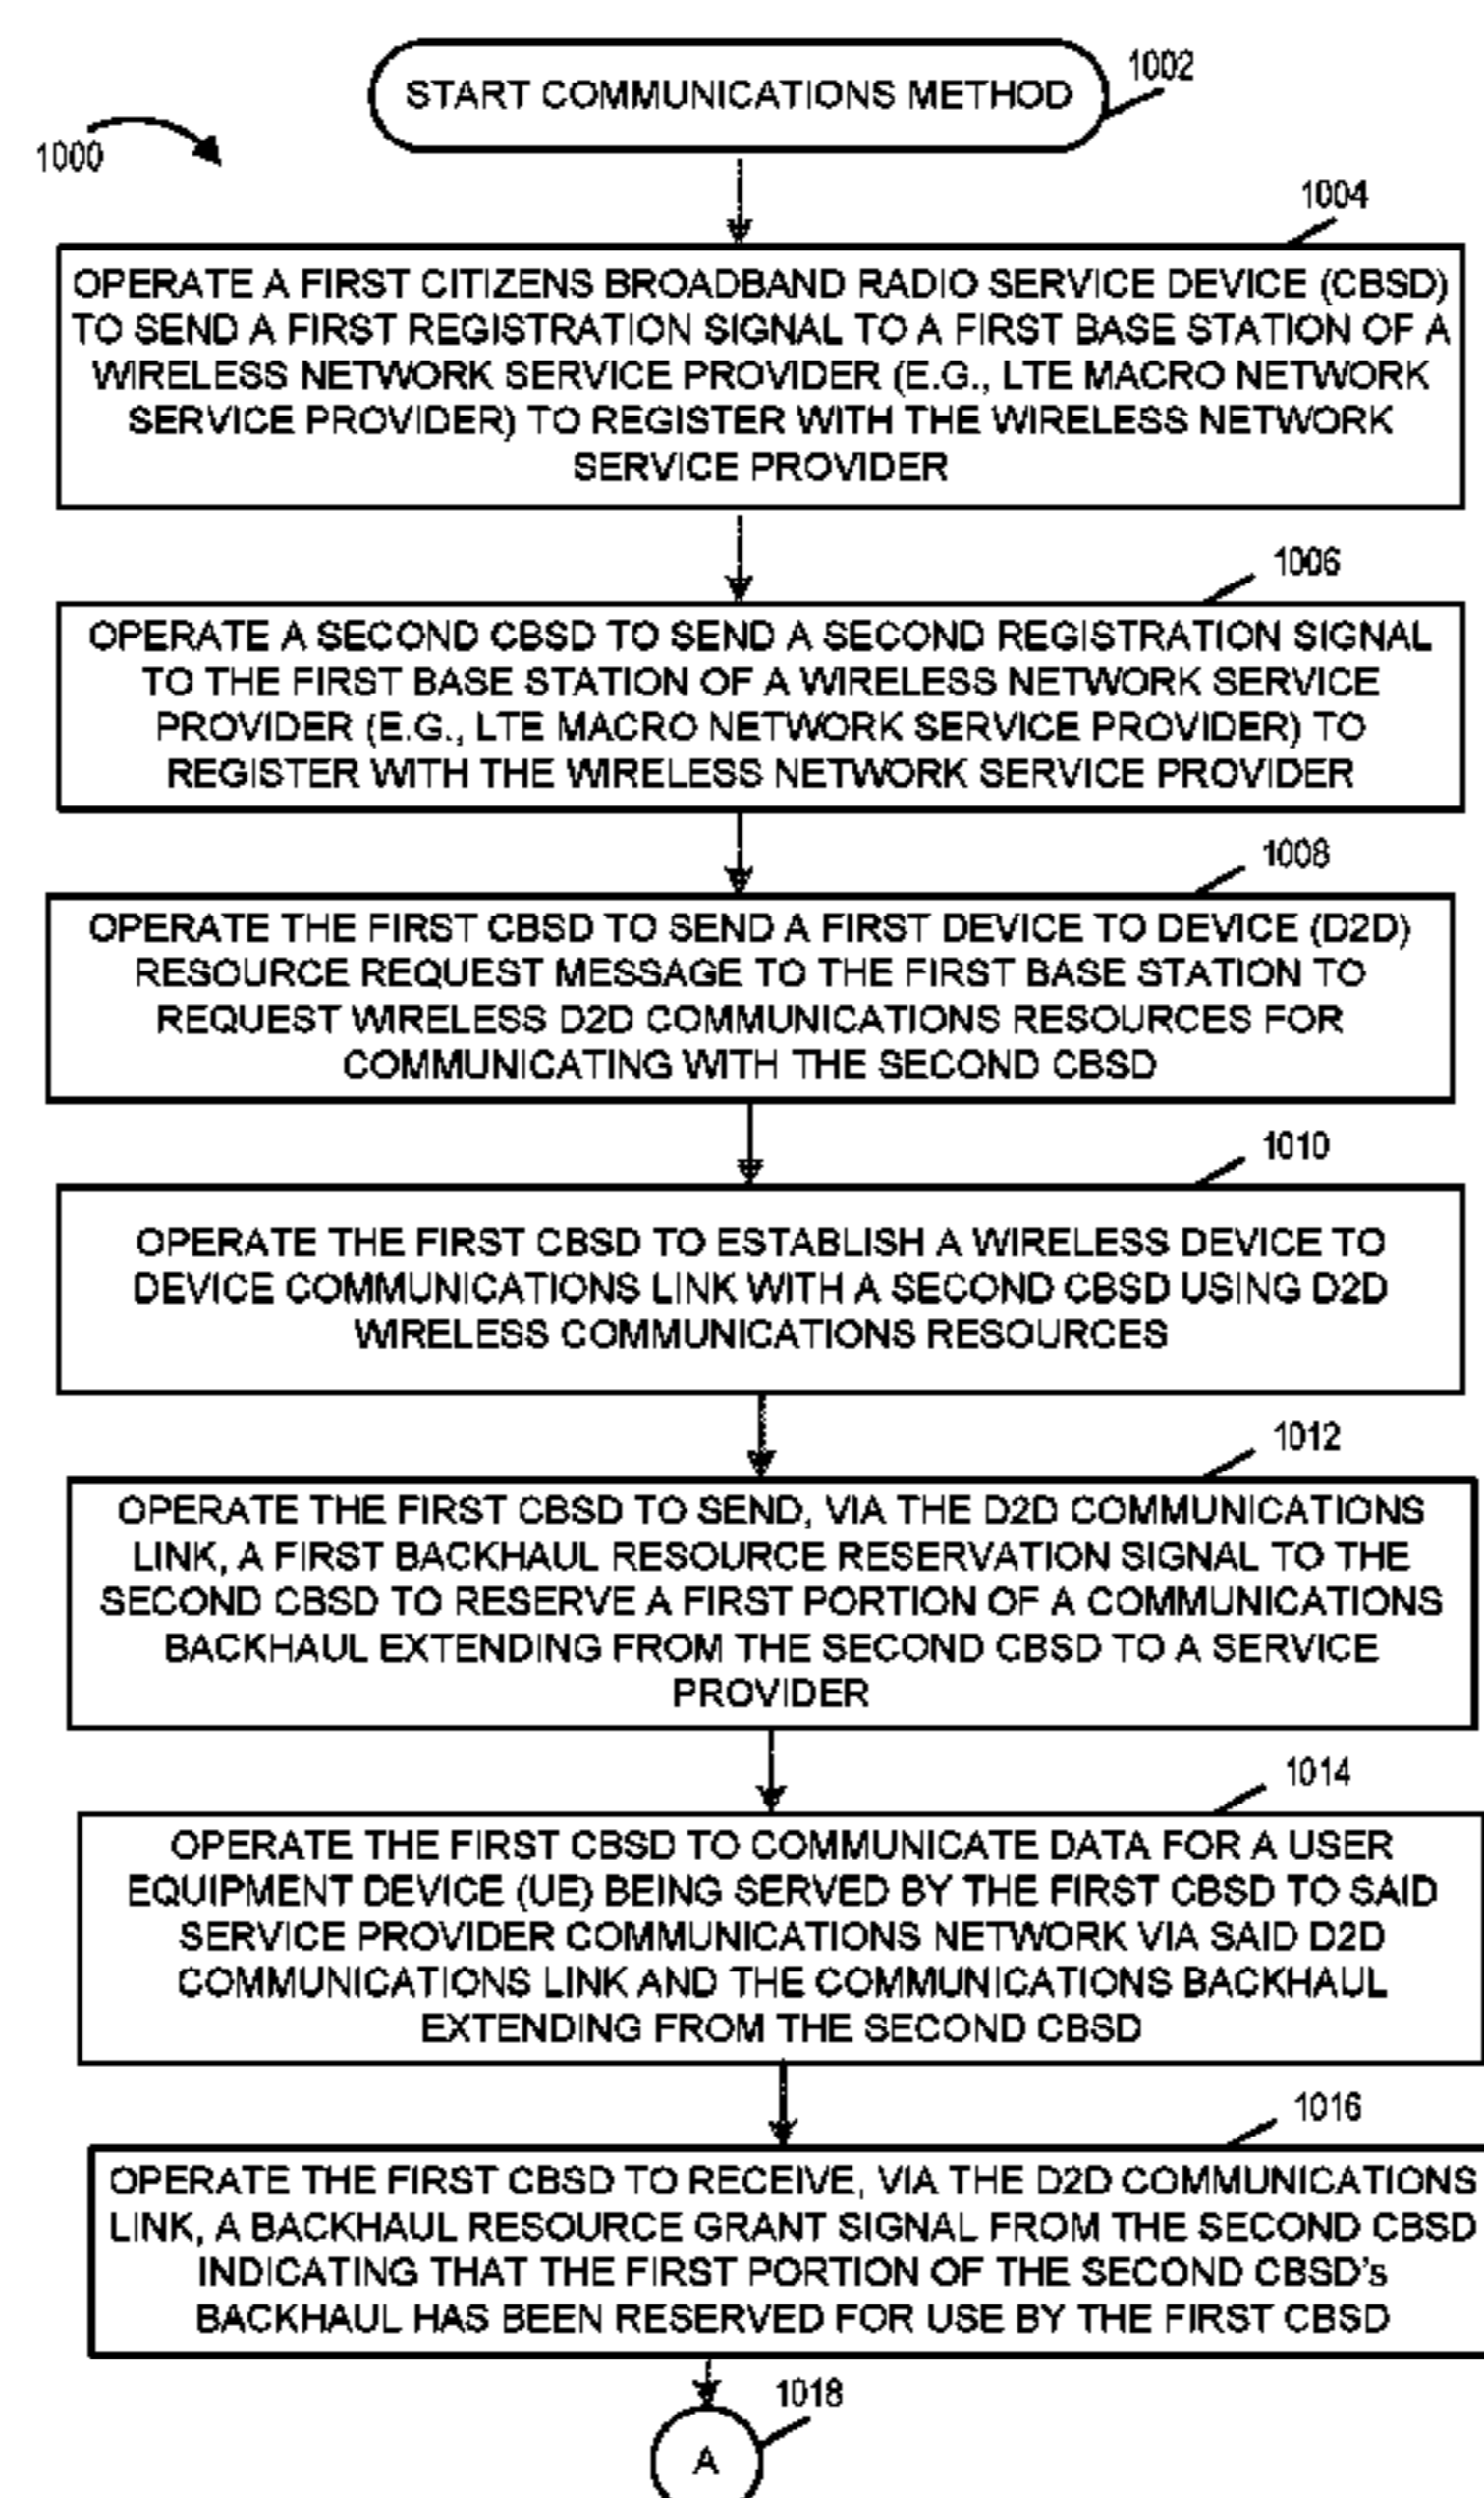 START COMMUNICATIONS METHOD
1002
1000
1004
OPERATE A FIRST CITIZENS BROADBAND RADIO SERVICE DEVICE (CBSD)
TO SEND A FIRST REGISTRATION SIGNAL TO A FIRST BASE STATION OF A
WIRELESS NETWORK SERVICE PROVIDER (E.G., LTE MACRO NETWORK
SERVICE PROVIDER) TO REGISTER WITH THE WIRELESS NETWORK
SERVICE PROVIDER
1006
OPERATE A SECOND CBSD TO SEND A SECOND REGISTRATION SIGNAL
TO THE FIRST BASE STATION OF A WIRELESS NETWORK SERVICE
PROVIDER (E.G., LTE MACRO NETWORK SERVICE PROVIDER) TO
REGISTER WITH THE WIRELESS NETWORK SERVICE PROVIDER
1008
OPERATE THE FIRST CBSD TO SEND A FIRST DEVICE TO DEVICE (D2D)
RESOURCE REQUEST MESSAGE TO THE FIRST BASE STATION TO
REQUEST WIRELESS D2D COMMUNICATIONS RESOURCES FOR
COMMUNICATING WITH THE SECOND CBSD
1010
OPERATE THE FIRST CBSD TO ESTABLISH A WIRELESS DEVICE TO
DEVICE COMMUNICATIONS LINK WITH A SECOND CBSD USING D2D
WIRELESS COMMUNICATIONS RESOURCES
1012
OPERATE THE FIRST CBSD TO SEND, VIA THE D2D COMMUNICATIONS
LINK, A FIRST BACKHAUL RESOURCE RESERVATION SIGNAL TO THE
SECOND CBSD TO RESERVE A FIRST PORTION OF A COMMUNICATIONS
BACKHAUL EXTENDING FROM THE SECOND CBSD TO A SERVICE
PROVIDER
1014
OPERATE THE FIRST CBSD TO COMMUNICATE DATA FOR A USER
EQUIPMENT DEVICE (UE) BEING SERVED BY THE FIRST CBSD TO SAID
SERVICE PROVIDER COMMUNICATIONS NETWORK VIA SAID D2D
COMMUNICATIONS LINK AND THE COMMUNICATIONS BACKHAUL
EXTENDING FROM THE SECOND CBSD
1016
OPERATE THE FIRST CBSD TO RECEIVE, VIA THE D2D COMMUNICATIONS
LINK, A BACKHAUL RESOURCE GRANT SIGNAL FROM THE SECOND CBSD
INDICATING THAT THE FIRST PORTION OF THE SECOND CBSD's
BACKHAUL HAS BEEN RESERVED FOR USE BY THE FIRST CBSD
1018
A